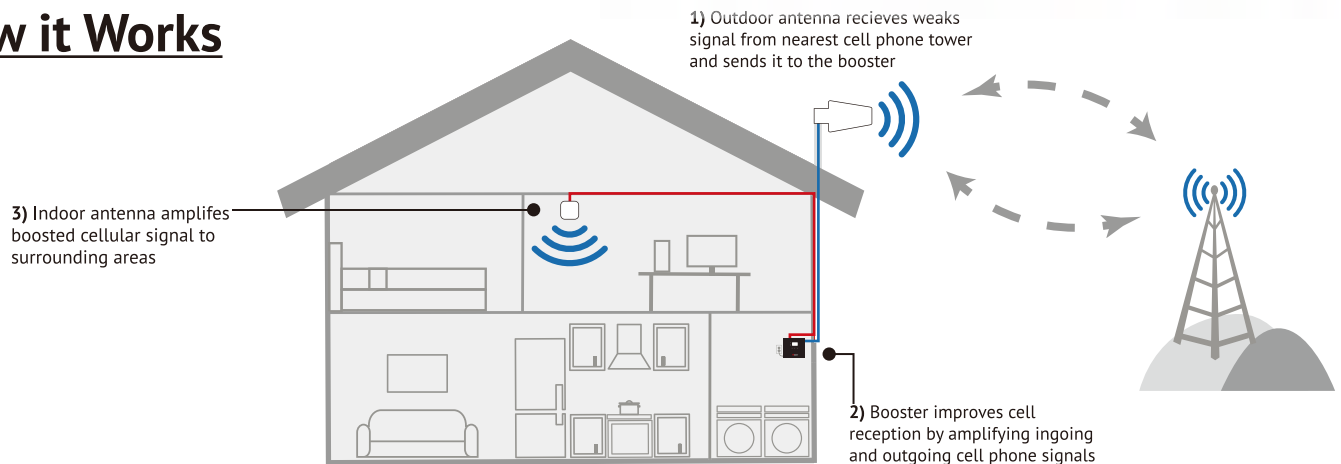 w it Works
1) Outdoor antenna recieves weaks
signal from nearest cell phone tower
and sends it to the booster
3) Indoor antenna amplifes
boosted cellular signal to
surrounding areas
2) Booster improves cell
reception by amplifying ingoing
and outgoing cell phone signals